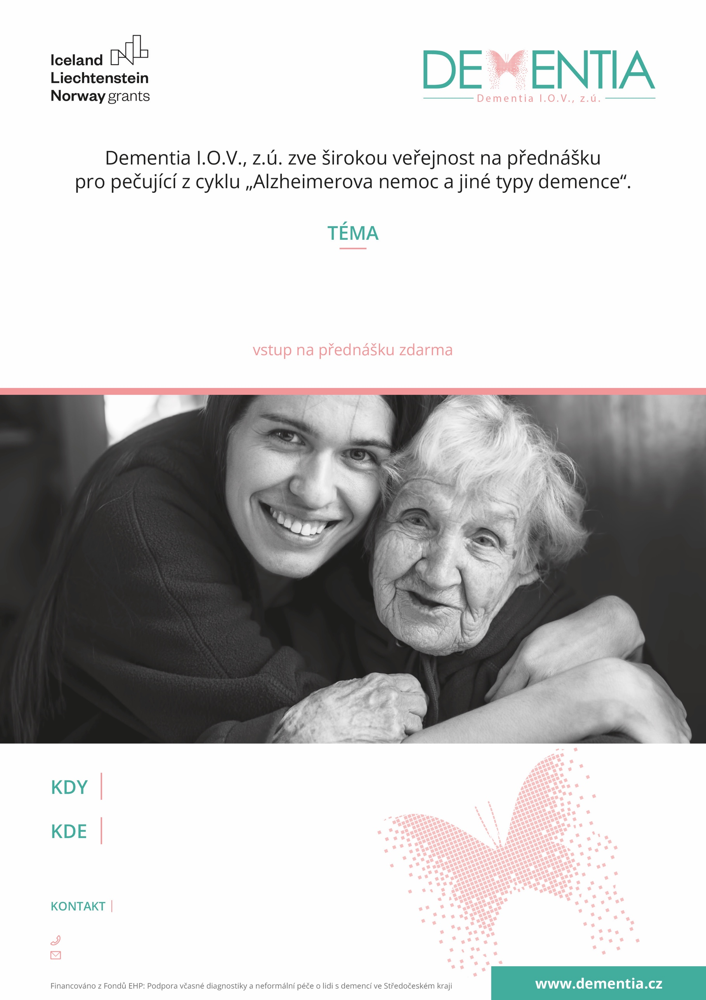 Iceland
Liechtenstein
Norway grants
DEMENTIA
Dementia I.O.V., z.ú.
Dementia I.O.V., z.ú. zve širokou veřejnost na přednášku
pro pečující z cyklu „Alzheimerova nemoc a jiné typy demence“.
TÉMA
vstup na přednášku zdarma
KDY
KDE
KONTAKT
Financováno z Fondů EHP: Podpora včasné diagnostiky a neformální péče o lidi s demencí ve Středočeském kraji
www.dementia.cz